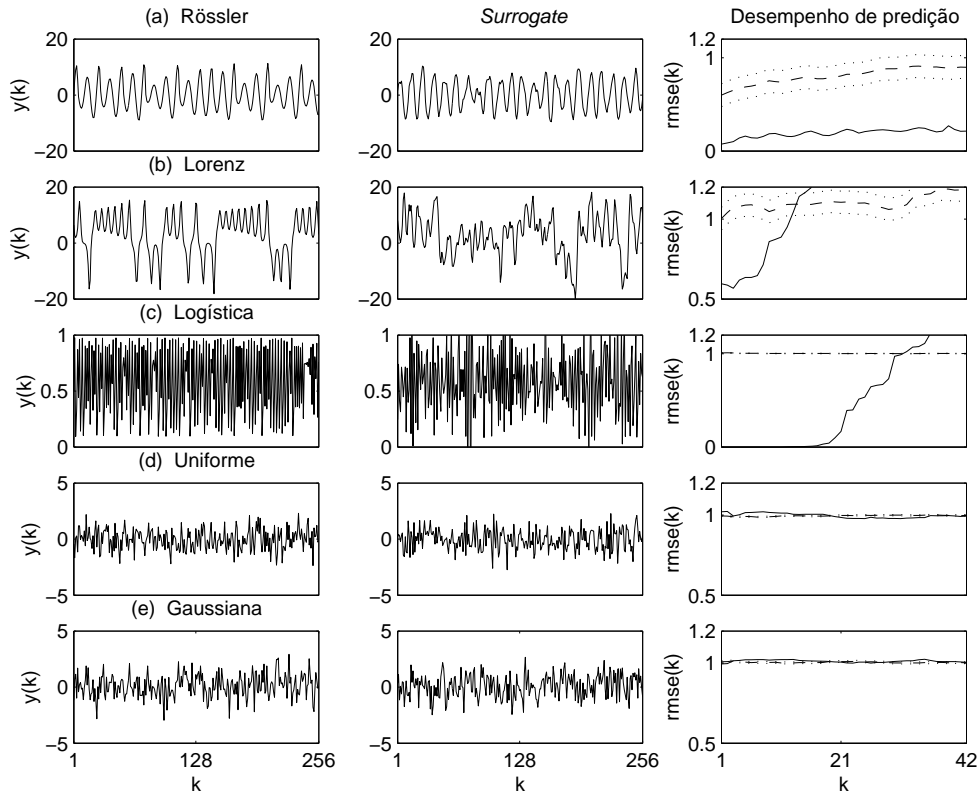 (a) Rössler
Surrogate
Desempenho de predição
20
0
−20
y(k)
20
0
−20
1.2
1
0
rmse(k)
(b) Lorenz
20
0
−20
y(k)
20
0
−20
1.2
1
0.5
rmse(k)
(c) Logística
1
0.5
0
y(k)
1
0.5
0
1.2
1
0
rmse(k)
(d) Uniforme
5
0
−5
y(k)
5
0
−5
1.2
1
0.5
rmse(k)
(e) Gaussiana
5
0
−5
y(k)
5
0
−5
1.2
1
0.5
rmse(k)
1 128 256
1 128 256
1 21 42
k
k
k